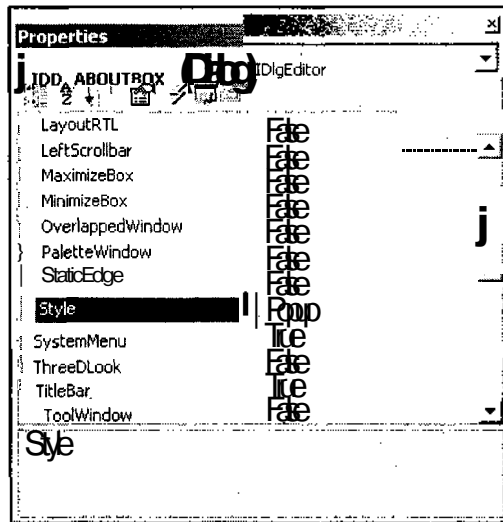 Properties
IDD_ABOUTBOX (Dialog) IDlgEditor
LayoutRTL False
LeftScrollbar False
MaximizeBox False
MinimizeBox False
OverlappedWindow False
PaletteWindow False
StaticEdge False
Style Popup
SystemMenu True
ThreeDLook False
TitleBar True
ToolWindow False
Style